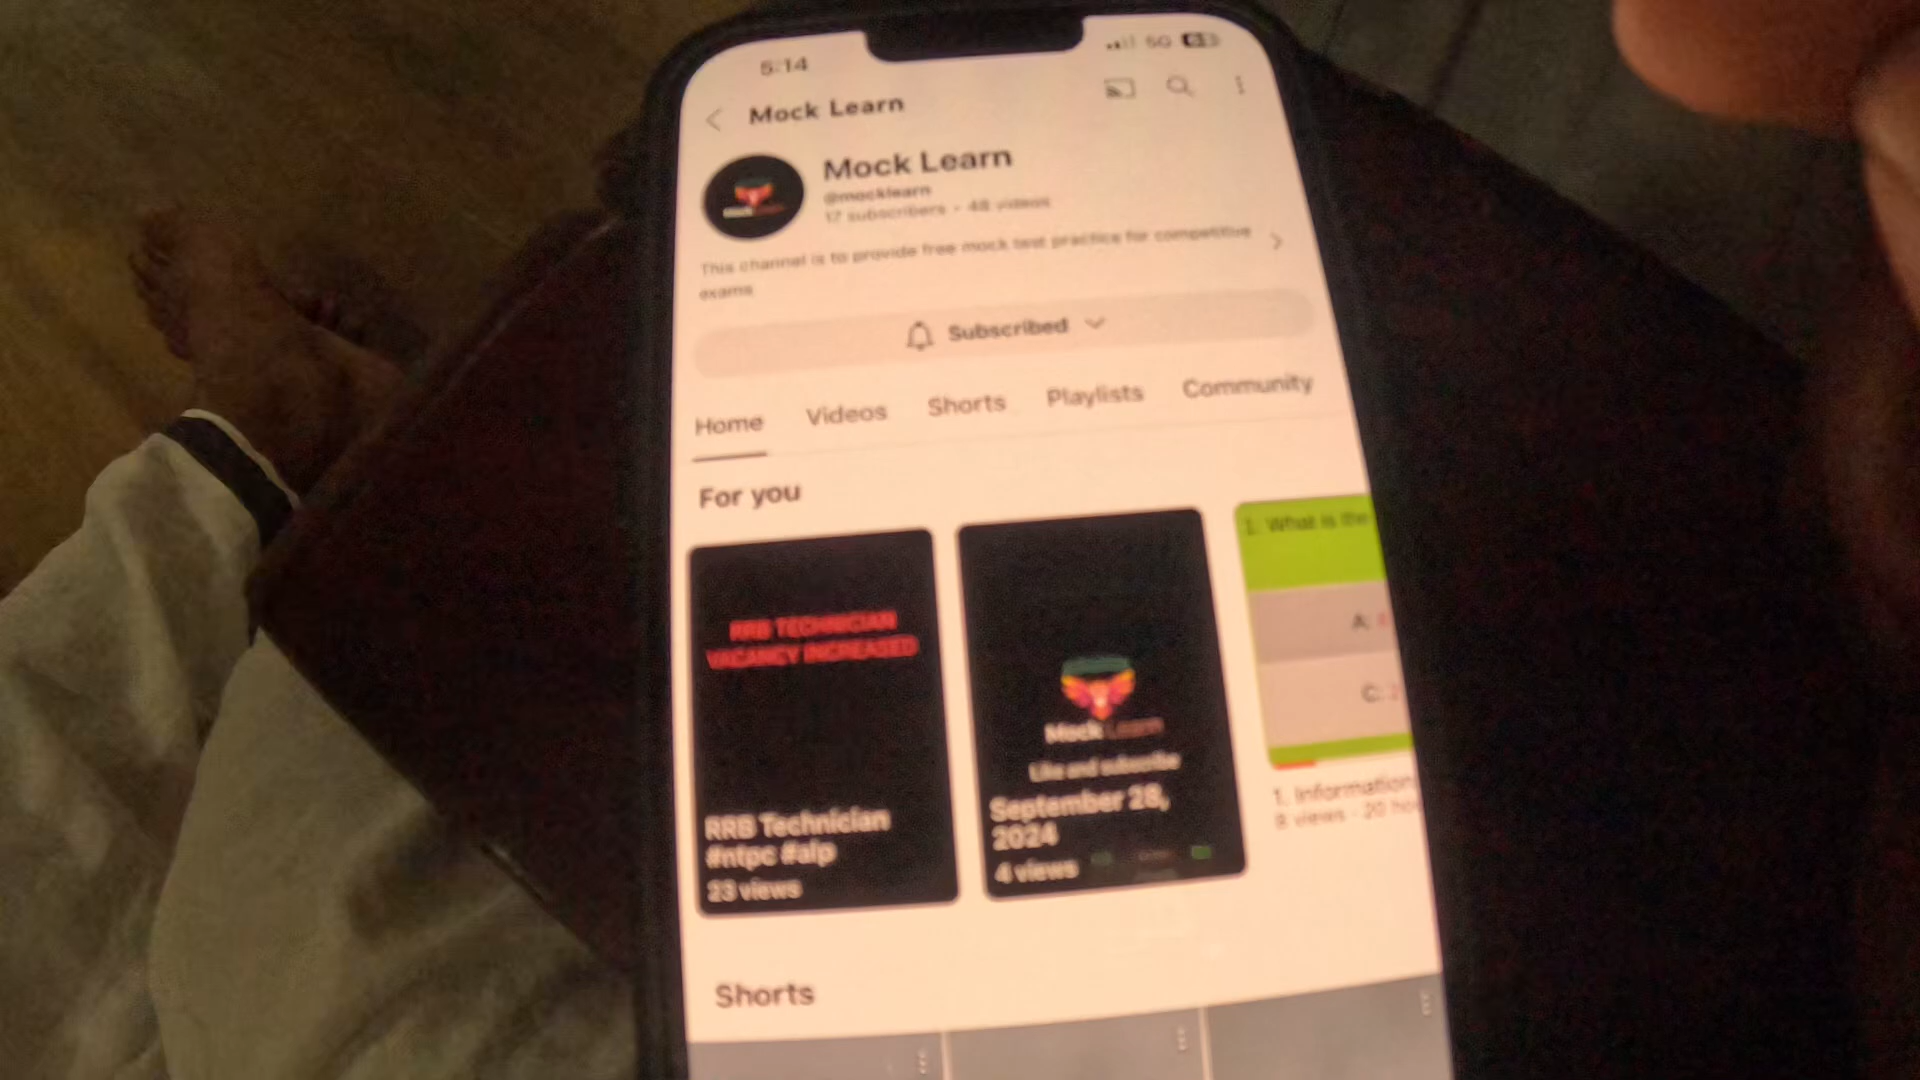 5:14
5G
Mock Learn
Mock Learn
@mocklearn
17 subscribers • 48 videos
This channel is to provide free mock test practice for competitive
exams
Subscribed
Home Videos Shorts Playlists Community
For you
RRB TECHNICIAN
VACANCY INCREASED
RRB Technician
#ntpc #alp
23 views
Mock Learn
Like and subscribe
September 28,
2024
4 views
1. What is the
A:
C:
1. Information
8 views · 20 ho
Shorts